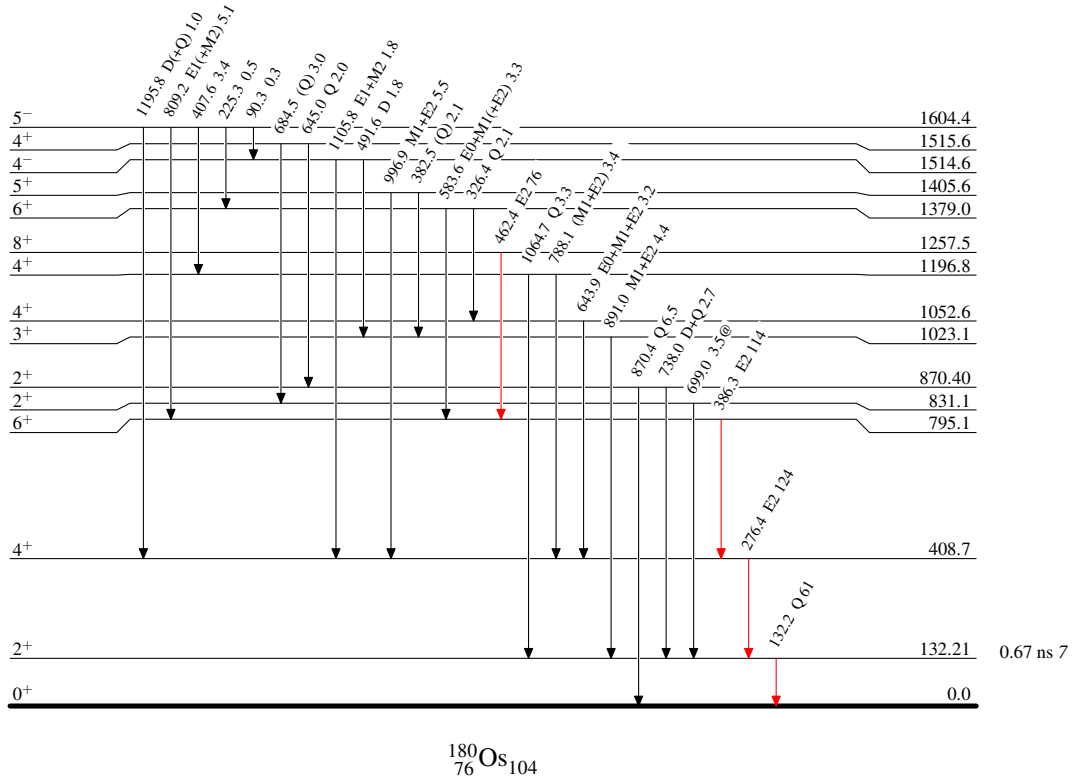 1195.8 D(+Q) 1.0
809.2 E1(+M2) 5.1
407.6 3.4
225.3 0.5
90.3 0.3
684.5 (Q) 3.0
645.0 Q 2.0
1105.8 E1+M2 1.8
491.6 D 1.8
996.9 M1+E2 5.5
382.5 (Q) 2.1
583.6 E0+M1(+E2) 3.3
326.4 Q 2.1
462.4 E2 76
1064.7 Q 3.3
788.1 (M1+E2) 3.4
643.9 E0+M1+E2 3.2
891.0 M1+E2 4.4
870.4 Q 6.5
738.0 D+Q 2.7
699.0 3.5@
386.3 E2 114
276.4 E2 124
132.2 Q 61
5⁻ 1604.4
4⁺ 1515.6
4⁻ 1514.6
5⁺ 1405.6
6⁺ 1379.0
8⁺ 1257.5
4⁺ 1196.8
4⁺ 1052.6
3⁺ 1023.1
2⁺ 870.40
2⁺ 831.1
6⁺ 795.1
4⁺ 408.7
2⁺ 132.21 0.67 ns 7
0⁺ 0.0
¹⁸⁰₇₆Os₁₀₄